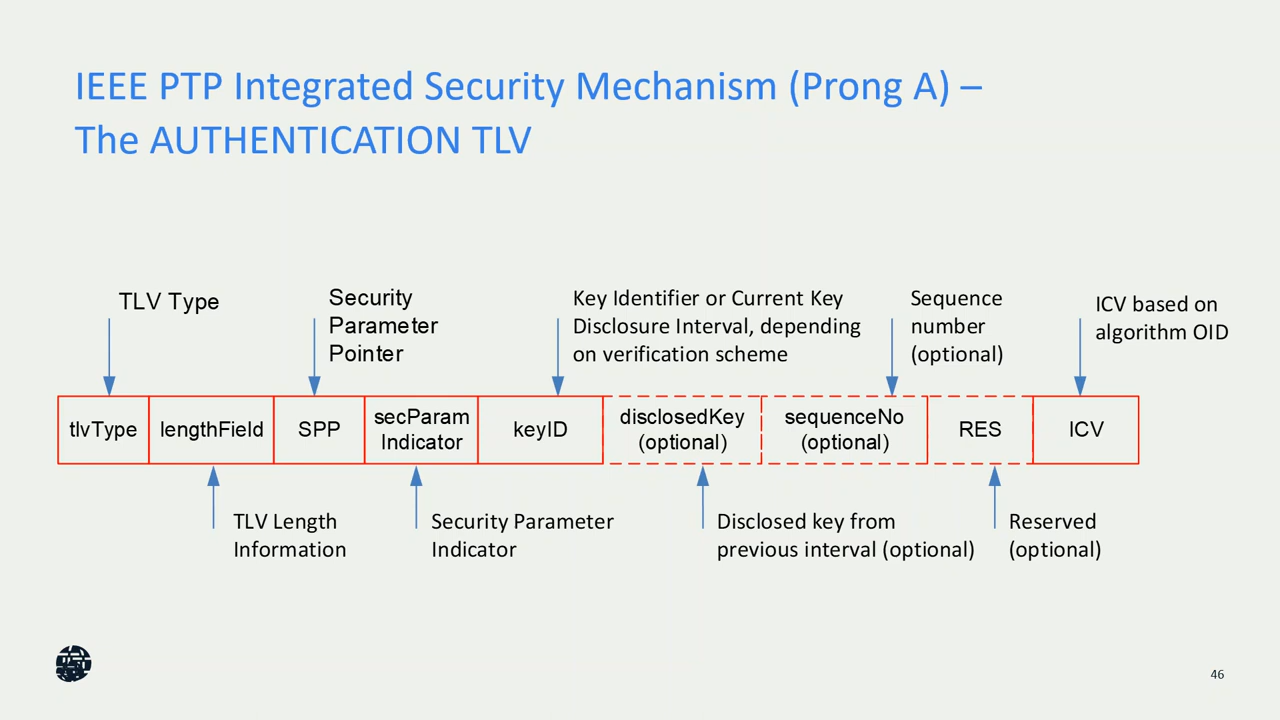 IEEE PTP Integrated Security Mechanism (Prong A) –
The AUTHENTICATION TLV
TLV Type
Security
Parameter
Pointer
Key Identifier or Current Key
Disclosure Interval, depending
on verification scheme
Sequence
number
(optional)
ICV based on
algorithm OID
tlvType
lengthField
SPP
secParam
Indicator
keyID
disclosedKey
(optional)
sequenceNo
(optional)
RES
ICV
TLV Length
Information
Security Parameter
Indicator
Disclosed key from
previous interval (optional)
Reserved
(optional)
46